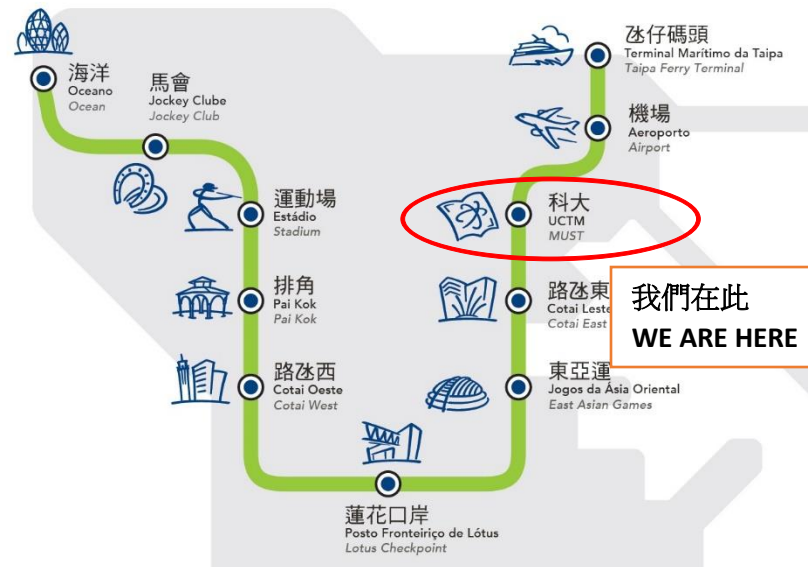 海洋
Oceano
Ocean
馬會
Jockey Clube
Jockey Club
運動場
Estádio
Stadium
排角
Pai Kok
Pai Kok
路氹西
Cotai Oeste
Cotai West
蓮花口岸
Posto Fronteiriço de Lótus
Lotus Checkpoint
東亞運
Jogos da Ásia Oriental
East Asian Games
路氹東
Cotai Leste
Cotai East
科大
UCTM
MUST
機場
Aeroporto
Airport
氹仔碼頭
Terminal Marítimo da Taipa
Taipa Ferry Terminal
我們在此
WE ARE HERE